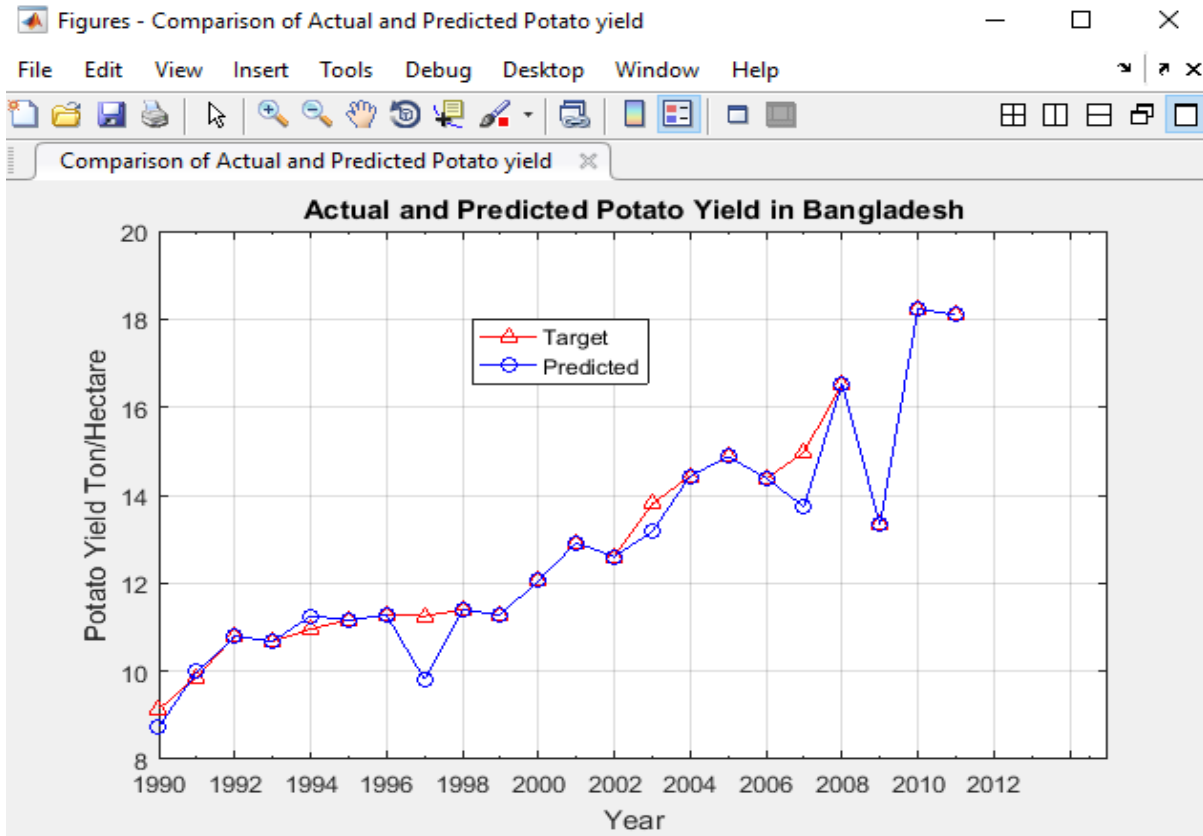 Figures - Comparison of Actual and Predicted Potato yield
File Edit View Insert Tools Debug Desktop Window Help
Comparison of Actual and Predicted Potato yield
Actual and Predicted Potato Yield in Bangladesh
20
18
16
14
12
10
8
Potato Yield Ton/Hectare
Target
Predicted
1990 1992 1994 1996 1998 2000 2002 2004 2006 2008 2010 2012
Year